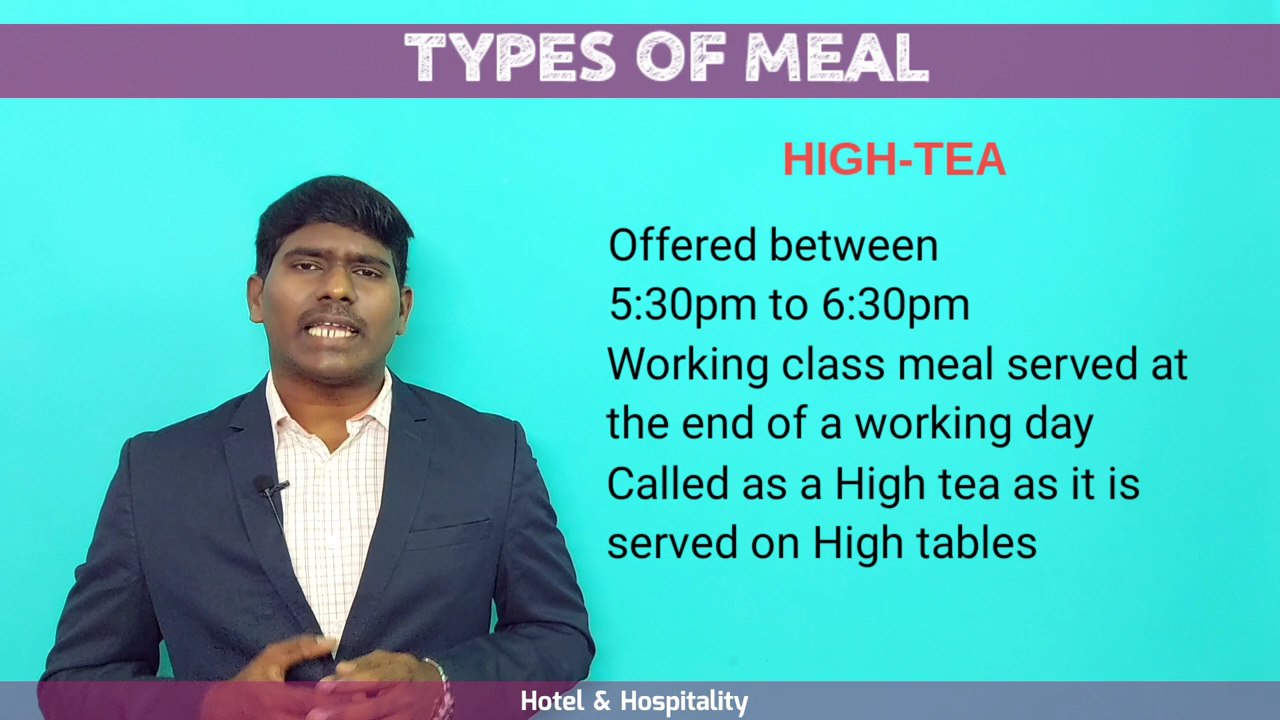 TYPES OF MEAL
HIGH-TEA
Offered between
5:30pm to 6:30pm
Working class meal served at
the end of a working day
Called as a High tea as it is
served on High tables
Hotel & Hospitality